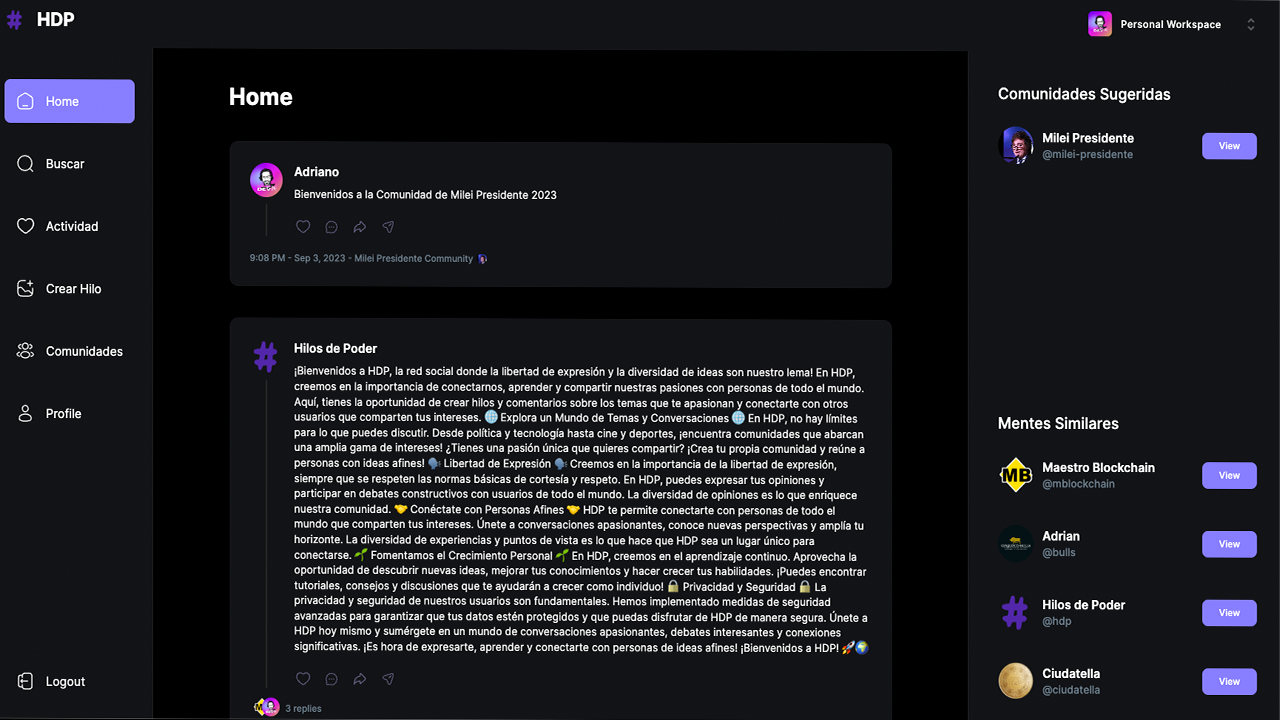 HDP
Personal Workspace
Home
Buscar
Actividad
Crear Hilo
Comunidades
Profile
Logout
Home
Adriano
Bienvenidos a la Comunidad de Milei Presidente 2023
9:08 PM - Sep 3, 2023 - Milei Presidente Community
Hilos de Poder
¡Bienvenidos a HDP, la red social donde la libertad de expresión y la diversidad de ideas son nuestro lema! En HDP,
creemos en la importancia de conectarnos, aprender y compartir nuestras pasiones con personas de todo el mundo.
Aquí, tienes la oportunidad de crear hilos y comentarios sobre los temas que te apasionan y conectarte con otros
usuarios que comparten tus intereses. 🌐 Explora un Mundo de Temas y Conversaciones 🌐 En HDP, no hay límites
para lo que puedes discutir. Desde política y tecnología hasta cine y deportes, ¡encuentra comunidades que abarcan
una amplia gama de intereses! ¿Tienes una pasión única que quieres compartir? ¡Crea tu propia comunidad y reúne a
personas con ideas afines! 🗣️ Libertad de Expresión 🗣️ Creemos en la importancia de la libertad de expresión,
siempre que se respeten las normas básicas de cortesía y respeto. En HDP, puedes expresar tus opiniones y
participar en debates constructivos con usuarios de todo el mundo. La diversidad de opiniones es lo que enriquece
nuestra comunidad. 🤝 Conéctate con Personas Afines 🤝 HDP te permite conectarte con personas de todo el
mundo que comparten tus intereses. Únete a conversaciones apasionantes, conoce nuevas perspectivas y amplía tu
horizonte. La diversidad de experiencias y puntos de vista es lo que hace que HDP sea un lugar único para
conectarse. 🌱 Fomentamos el Crecimiento Personal 🌱 En HDP, creemos en el aprendizaje continuo. Aprovecha la
oportunidad de descubrir nuevas ideas, mejorar tus conocimientos y hacer crecer tus habilidades. ¡Puedes encontrar
tutoriales, consejos y discusiones que te ayudarán a crecer como individuo! 🔒 Privacidad y Seguridad 🔒 La
privacidad y seguridad de nuestros usuarios son fundamentales. Hemos implementado medidas de seguridad
avanzadas para garantizar que tus datos estén protegidos y que puedas disfrutar de HDP de manera segura. Únete a
HDP hoy mismo y sumérgete en un mundo de conversaciones apasionantes, debates interesantes y conexiones
significativas. ¡Es hora de expresarte, aprender y conectarte con personas de ideas afines! ¡Bienvenidos a HDP! 🚀🌍
3 replies
Comunidades Sugeridas
Milei Presidente
@milei-presidente
View
Mentes Similares
MB
Maestro Blockchain
@mblockchain
View
Adrian
@bulls
View
Hilos de Poder
@hdp
View
Ciudatella
@ciudatella
View